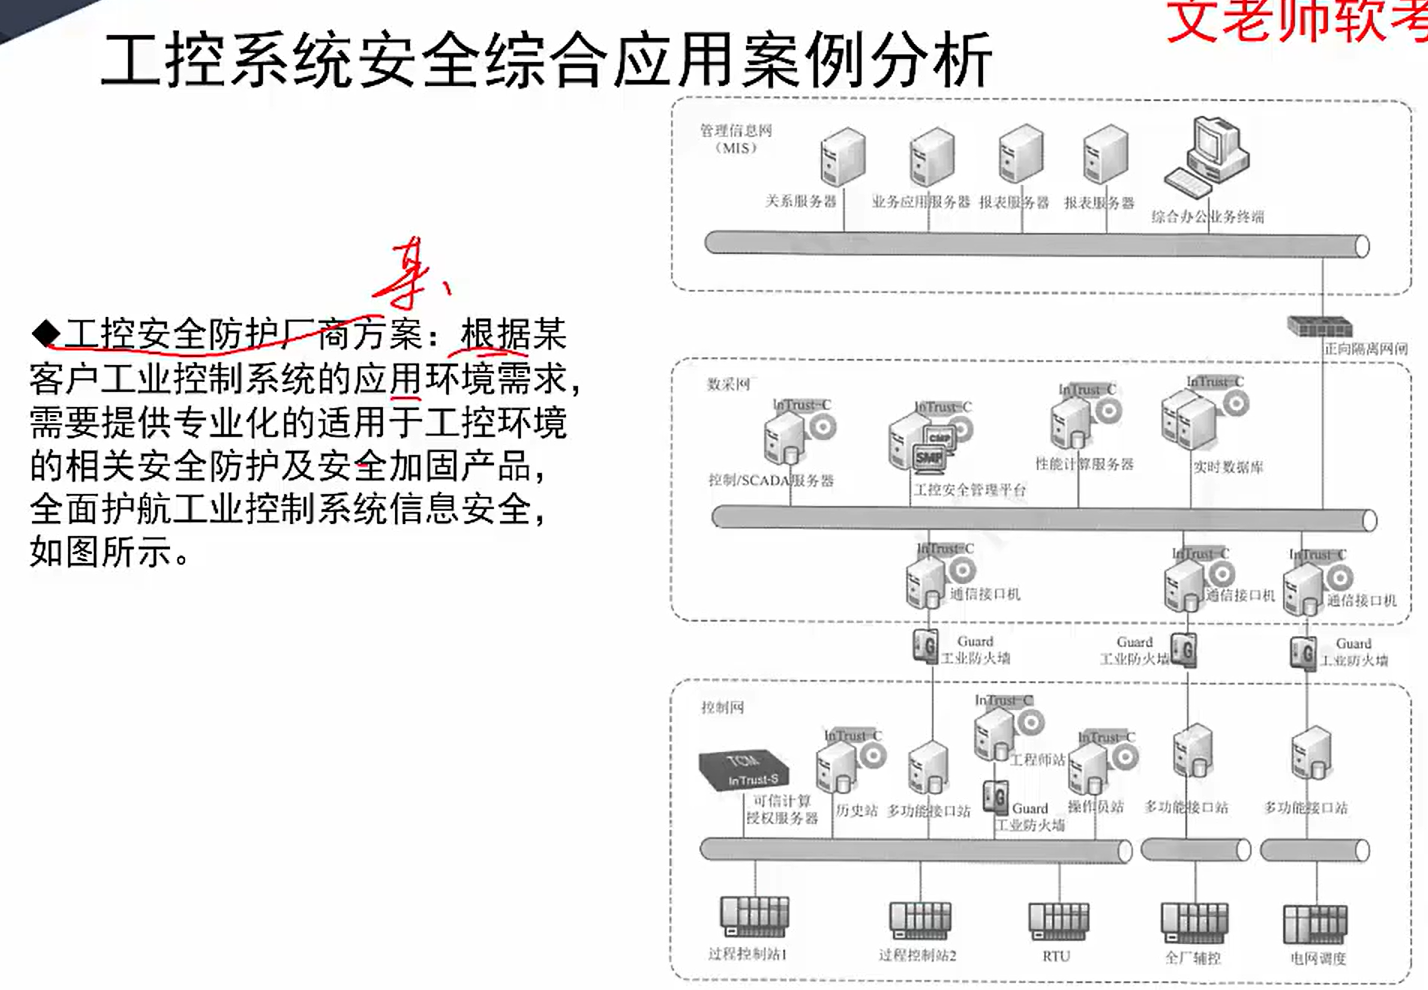 文老师软考
工控系统安全综合应用案例分析
某、
◆工控安全防护厂商方案：根据某
客户工业控制系统的应用环境需求，
需要提供专业化的适用于工控环境
的相关安全防护及安全加固产品，
全面护航工业控制系统信息安全，
如图所示。
管理信息网
（MIS）
关系服务器 业务应用服务器 报表服务器 报表服务器 综合办公业务终端
正向隔离网闸
数采网
InTrust-C InTrust-C InTrust-C InTrust-C
CMP
SMP
控制/SCADA服务器 工控安全管理平台 性能计算服务器 实时数据库
InTrust-C InTrust-C InTrust-C
通信接口机 通信接口机 通信接口机
G Guard Guard G G Guard
工业防火墙 工业防火墙 工业防火墙
控制网
InTrust-C InTrust-C InTrust-C
TCM
InTrust-S
工程师站
可信计算
授权服务器
历史站 多功能接口站 操作员站 多功能接口站 多功能接口站
G Guard
工业防火墙
过程控制站1 过程控制站2 RTU 全厂辅控 电网调度